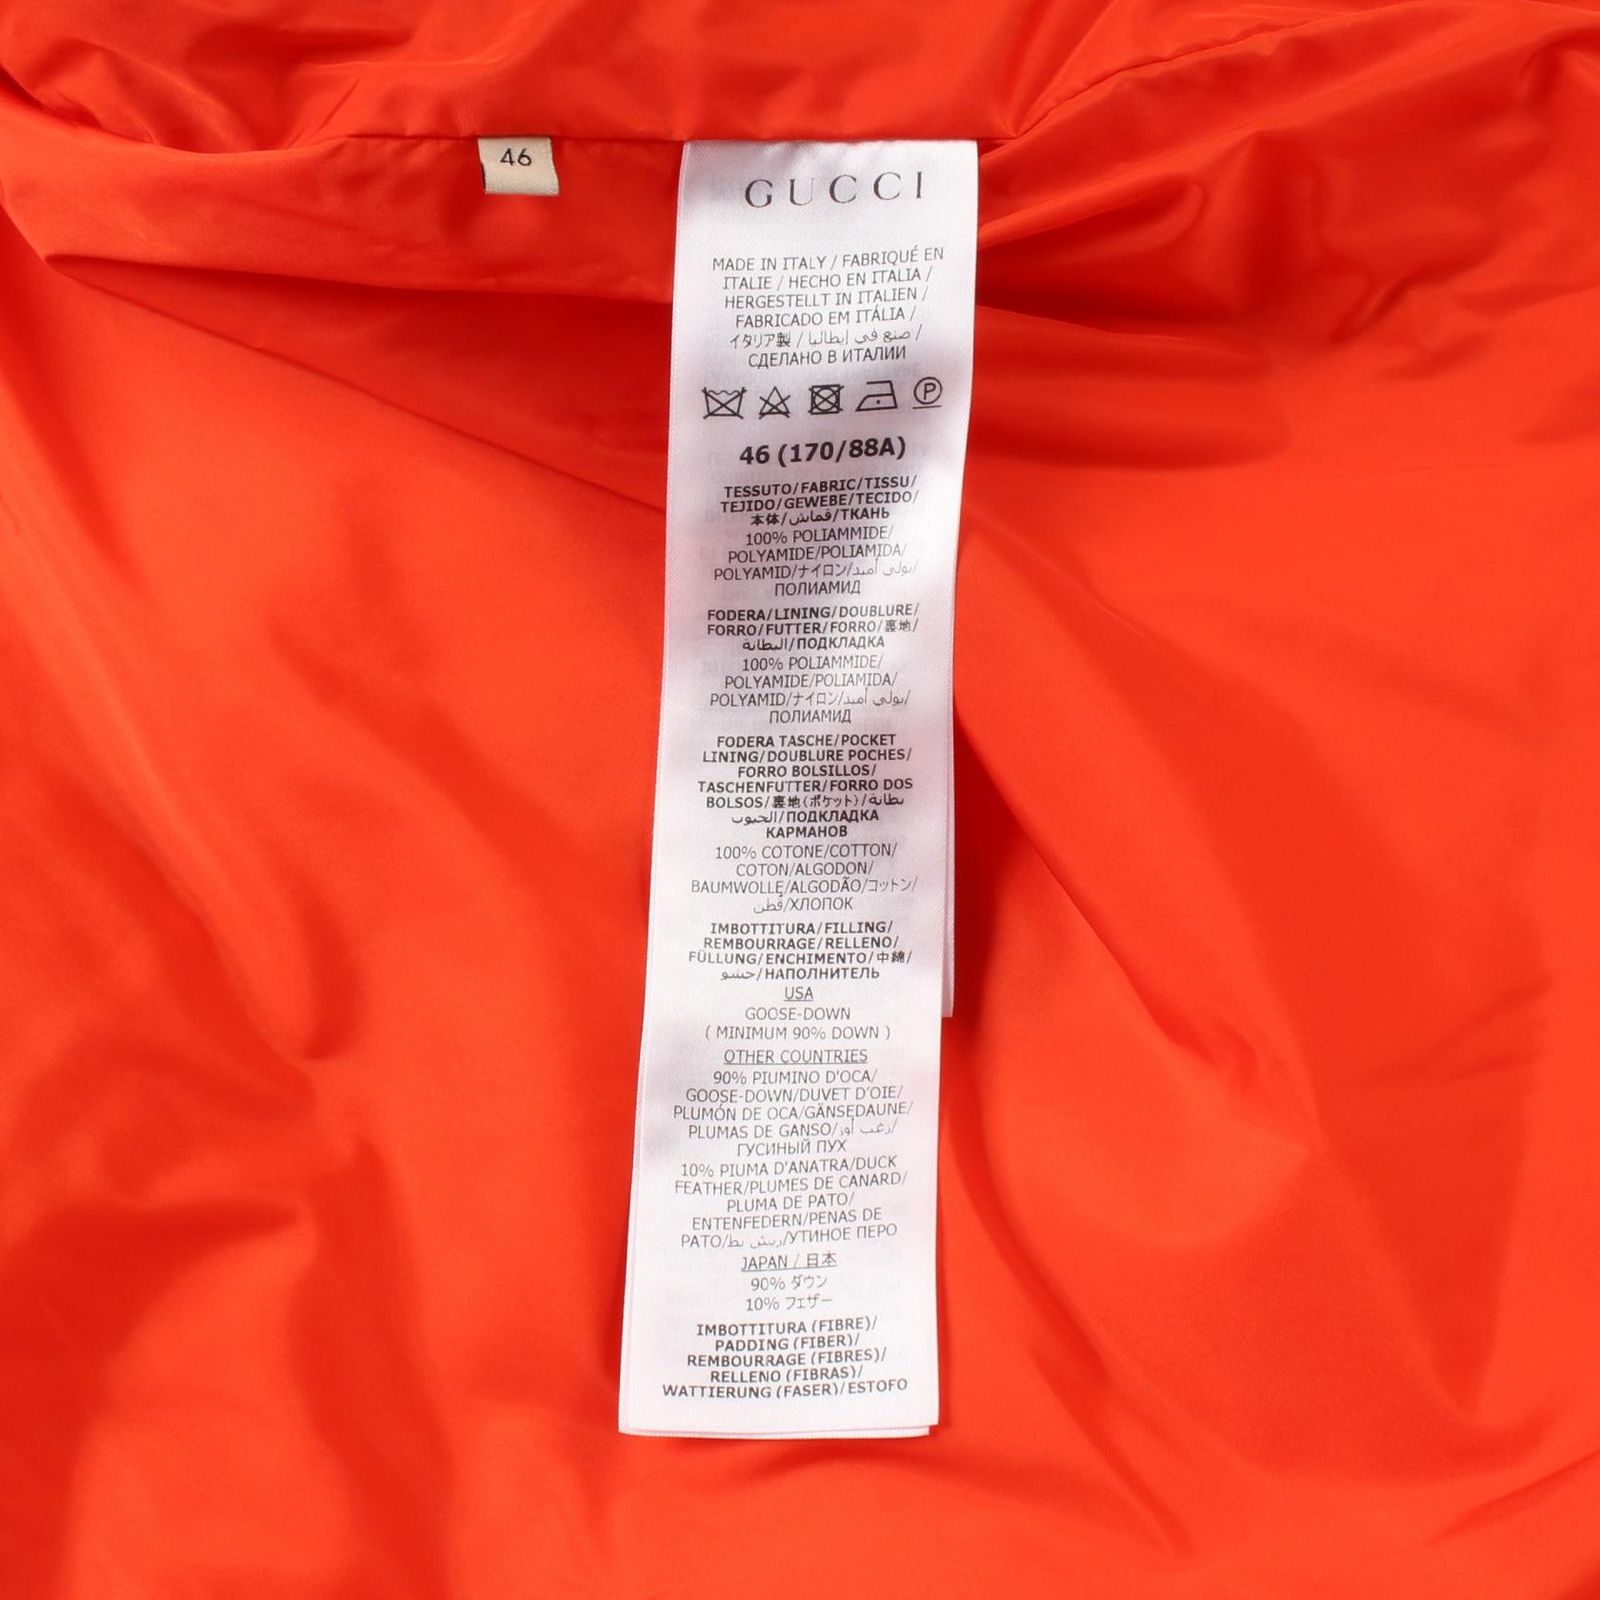 46
GUCCI
MADE IN ITALY / FABRIQUÉ EN
ITALIE / HECHO EN ITALIA /
HERGESTELLT IN ITALIEN /
FABRICADO EM ITÁLIA /
イタリア製 / صنع في إيطاليا /
СДЕЛАНО В ИТАЛИИ
P
46 (170/88A)
TESSUTO/FABRIC/TISSU/
TEJIDO/GEWEBE/TECIDO/
本体/قماش/ТКАНЬ
100% POLIAMMIDE/
POLYAMIDE/POLIAMIDA/
POLYAMID/ナイロン/بولي أميد/
ПОЛИАМИД
FODERA/LINING/DOUBLURE/
FORRO/FUTTER/FORRO/裏地/
البطانة/ПОДКЛАДКА
100% POLIAMMIDE/
POLYAMIDE/POLIAMIDA/
POLYAMID/ナイロン/بولي أميد/
ПОЛИАМИД
FODERA TASCHE/POCKET
LINING/DOUBLURE POCHES/
FORRO BOLSILLOS/
TASCHENFUTTER/FORRO DOS
BOLSOS/裏地(ポケット)/بطانة
الجيوب/ПОДКЛАДКА
КАРМАНОВ
100% COTONE/COTTON/
COTON/ALGODON/
BAUMWOLLE/ALGODÃO/コットン/
قطن/ХЛОПОК
IMBOTTITURA/FILLING/
REMBOURRAGE/RELLENO/
FÜLLUNG/ENCHIMENTO/中綿/
حشو/НАПОЛНИТЕЛЬ
USA
GOOSE-DOWN
( MINIMUM 90% DOWN )
OTHER COUNTRIES
90% PIUMINO D'OCA/
GOOSE-DOWN/DUVET D'OIE/
PLUMÓN DE OCA/GÄNSEDAUNE/
PLUMAS DE GANSO/زغب أوز/
ГУСИНЫЙ ПУХ
10% PIUMA D'ANATRA/DUCK
FEATHER/PLUMES DE CANARD/
PLUMA DE PATO/
ENTENFEDERN/PENAS DE
PATO/ريش بط/УТИНОЕ ПЕРО
JAPAN / 日本
90% ダウン
10% フェザー
IMBOTTITURA (FIBRE)/
PADDING (FIBER)/
REMBOURRAGE (FIBRES)/
RELLENO (FIBRAS)/
WATTIERUNG (FASER)/ESTOFO